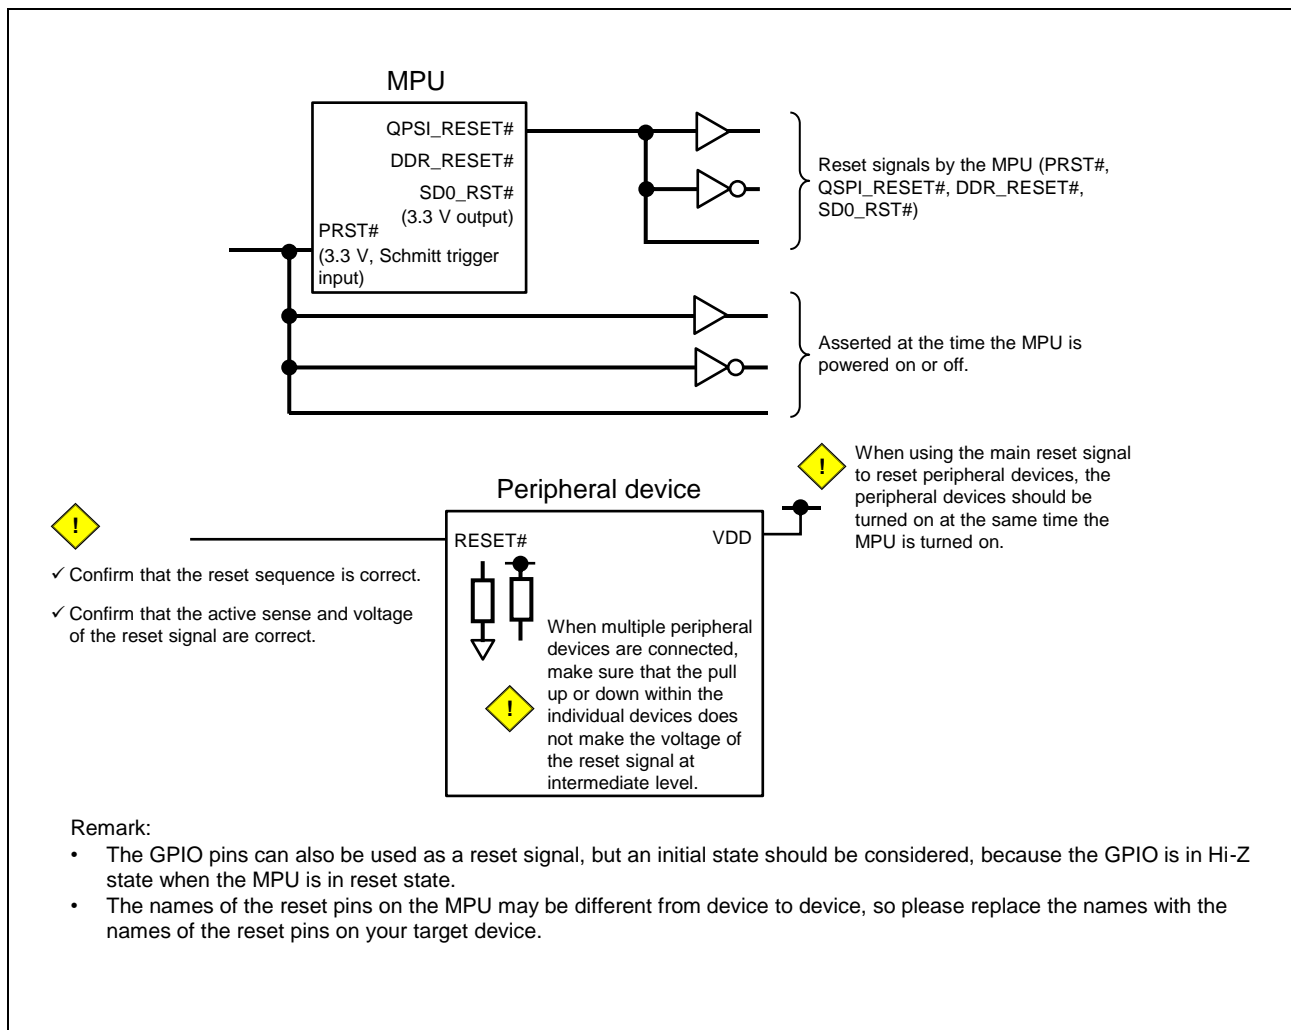 MPU
QPSI_RESET#
DDR_RESET#
SD0_RST#
(3.3 V output)
PRST#
(3.3 V, Schmitt trigger
input)
Reset signals by the MPU (PRST#,
QSPI_RESET#, DDR_RESET#,
SD0_RST#)
Asserted at the time the MPU is
powered on or off.
!
When using the main reset signal
to reset peripheral devices, the
peripheral devices should be
turned on at the same time the
MPU is turned on.
Peripheral device
!
RESET#
VDD
✓ Confirm that the reset sequence is correct.
✓ Confirm that the active sense and voltage
of the reset signal are correct.
!
When multiple peripheral
devices are connected,
make sure that the pull
up or down within the
individual devices does
not make the voltage of
the reset signal at
intermediate level.
Remark:
• The GPIO pins can also be used as a reset signal, but an initial state should be considered, because the GPIO is in Hi-Z
state when the MPU is in reset state.
• The names of the reset pins on the MPU may be different from device to device, so please replace the names with the
names of the reset pins on your target device.